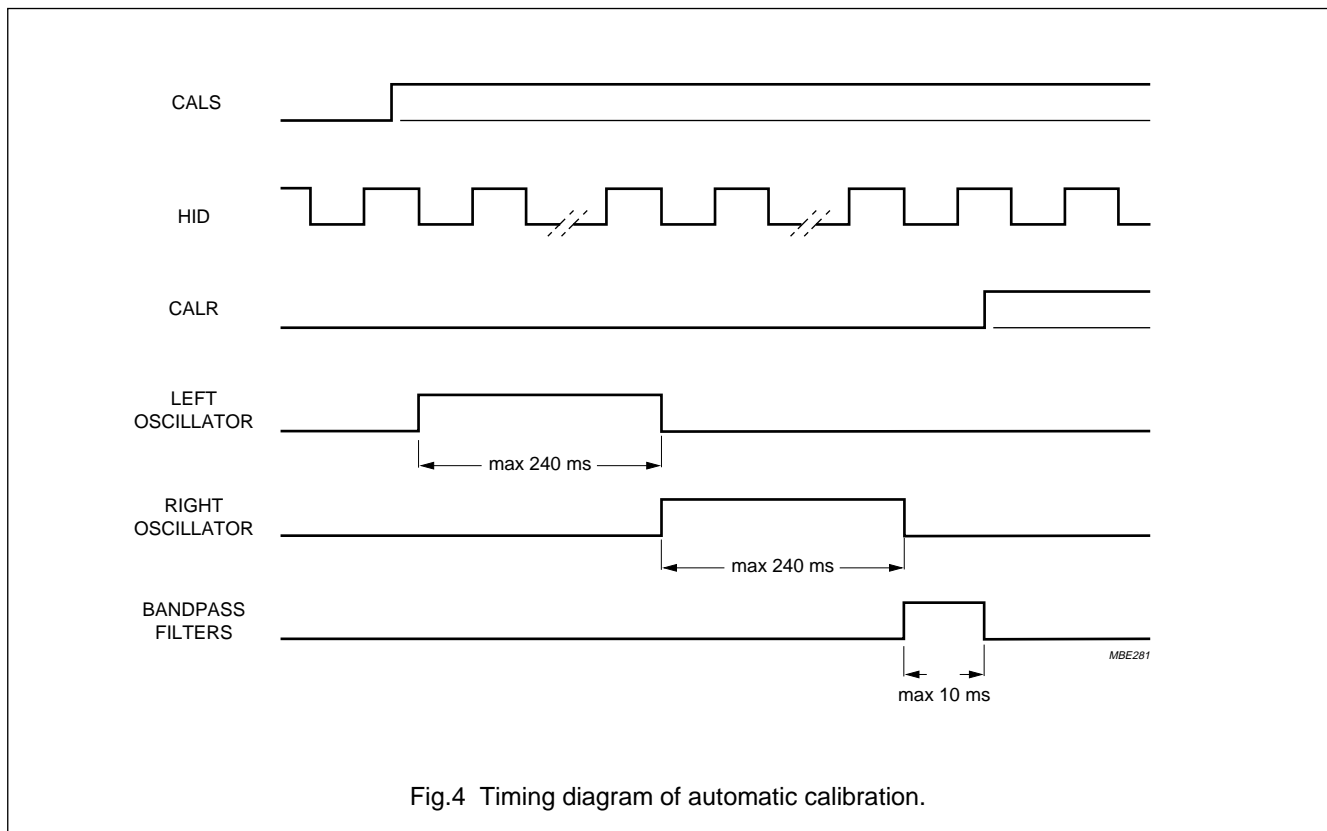 CALS
HID
CALR
LEFT
OSCILLATOR
max 240 ms
RIGHT
OSCILLATOR
max 240 ms
BANDPASS
FILTERS
MBE281
max 10 ms
Fig.4 Timing diagram of automatic calibration.